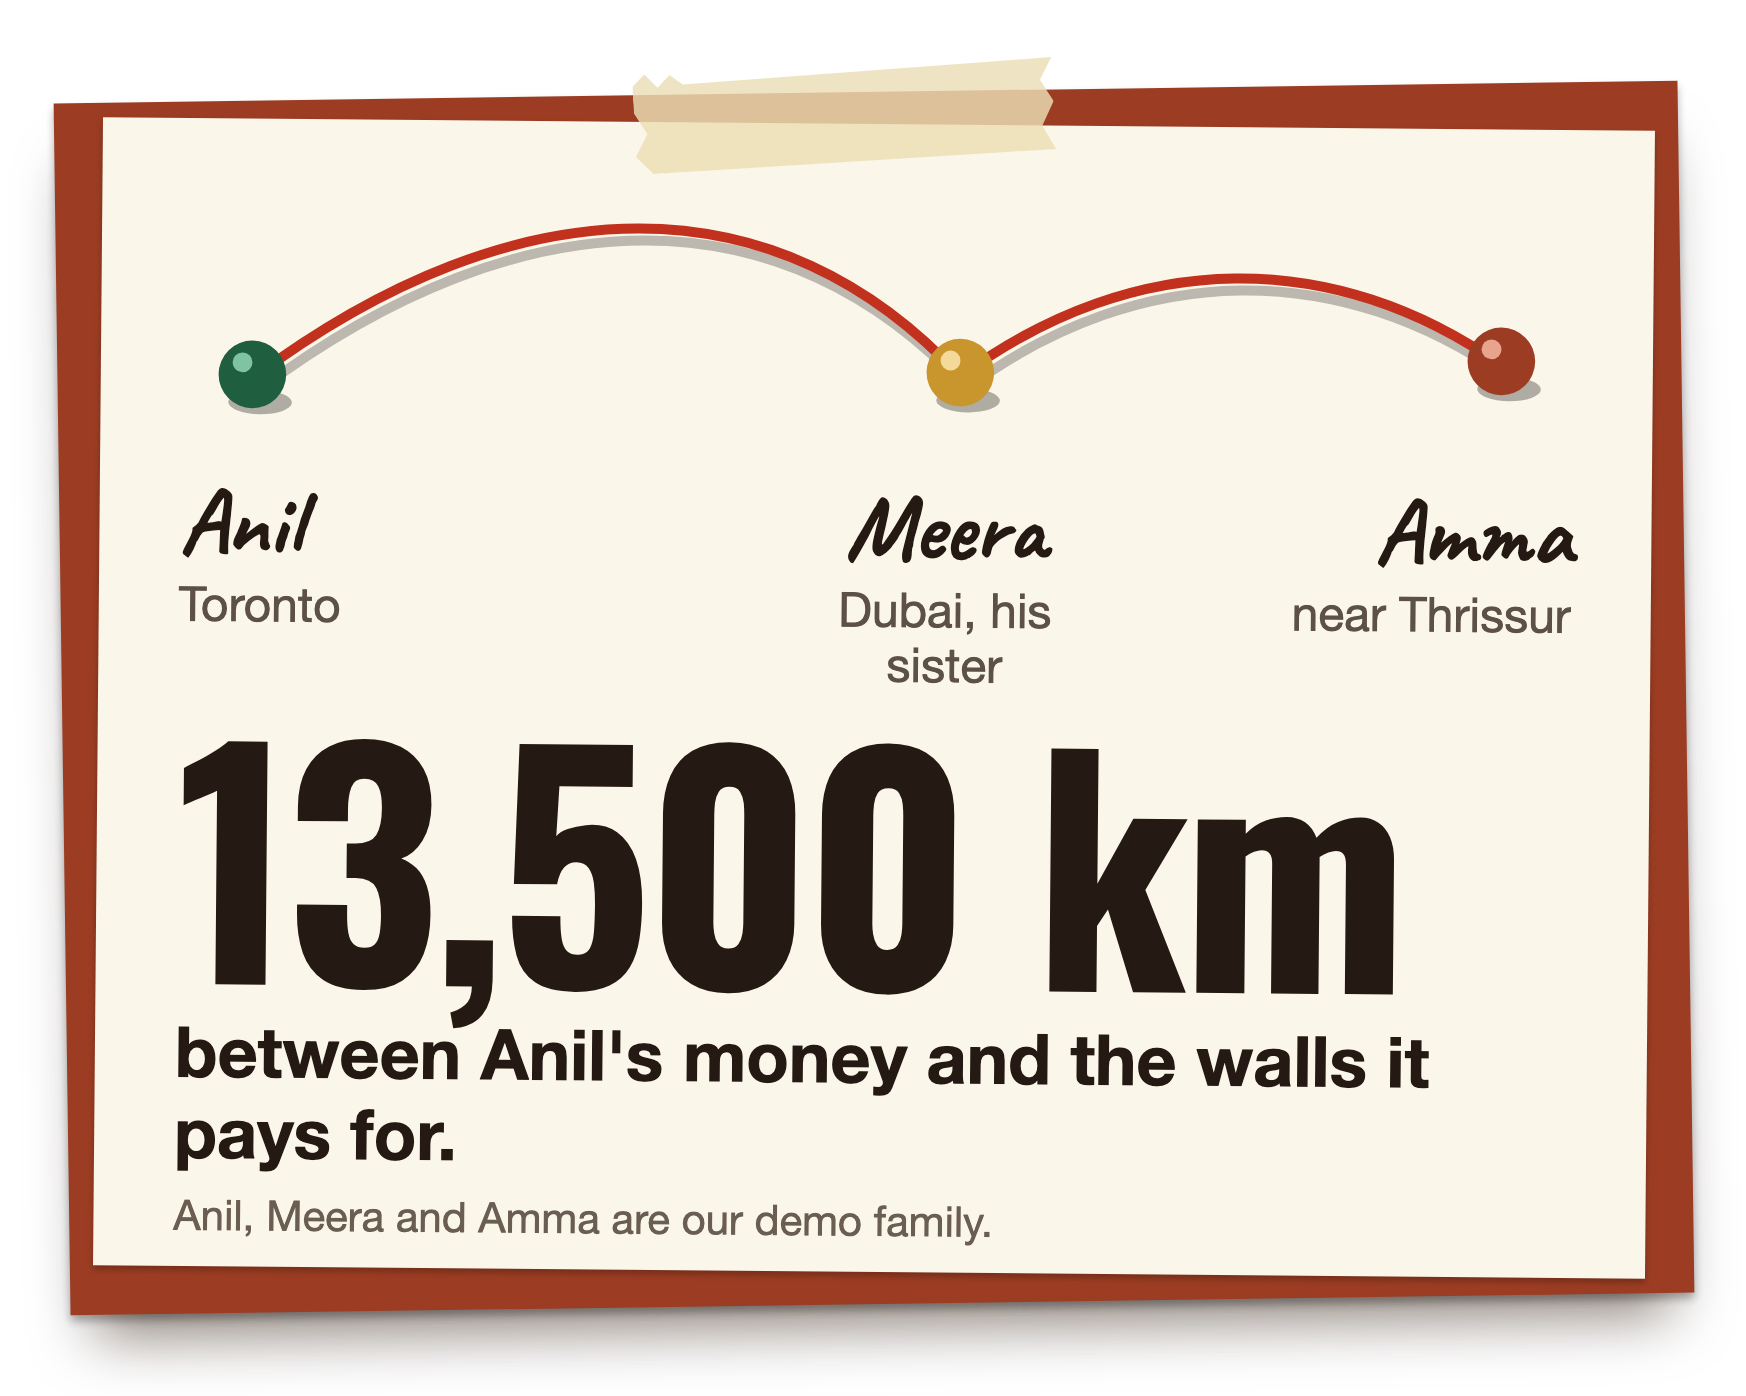 Anil
Toronto
Meera
Dubai, his
sister
Amma
near Thrissur
13,500 km
between Anil's money and the walls it
pays for.
Anil, Meera and Amma are our demo family.